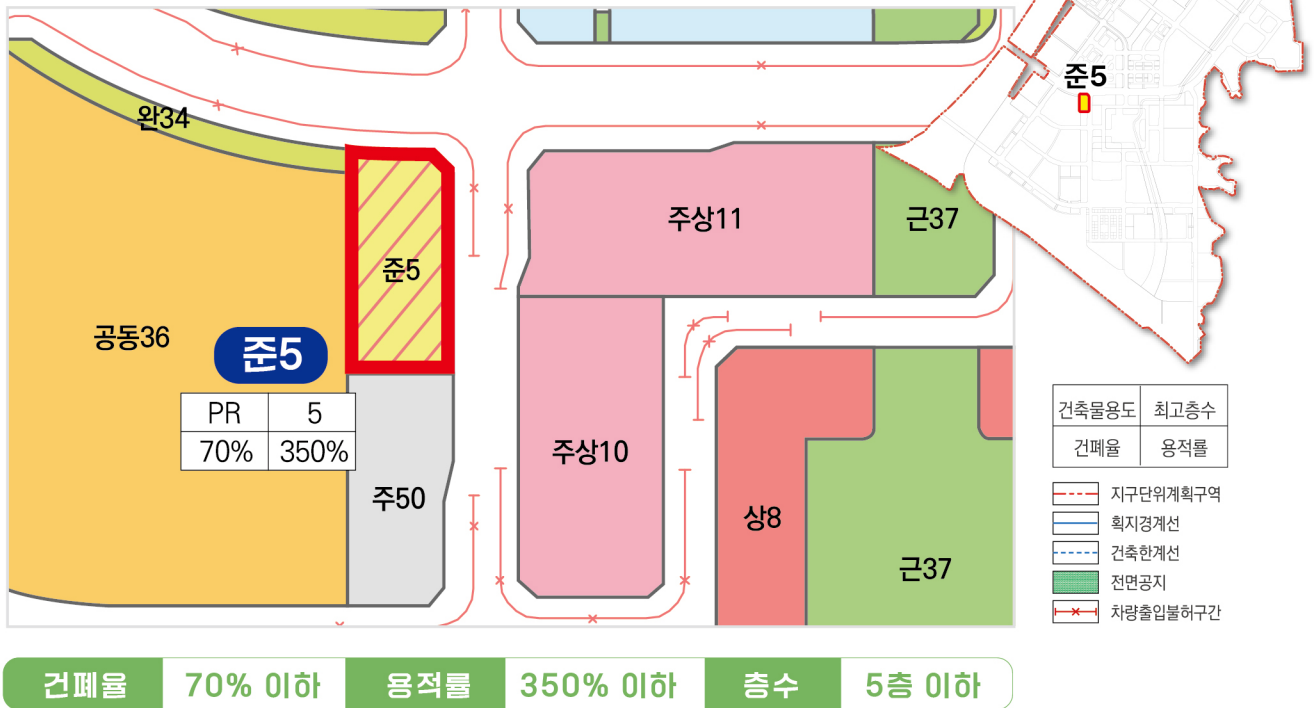 준5
완34
주상11
근37
준5
공동36
준5
PR 5
70% 350%
주상10
주50
상8
근37
건축물용도 최고층수
건폐율 용적률
지구단위계획구역
획지경계선
건축한계선
전면공지
차량출입불허구간
건폐율 70% 이하 용적률 350% 이하 층수 5층 이하